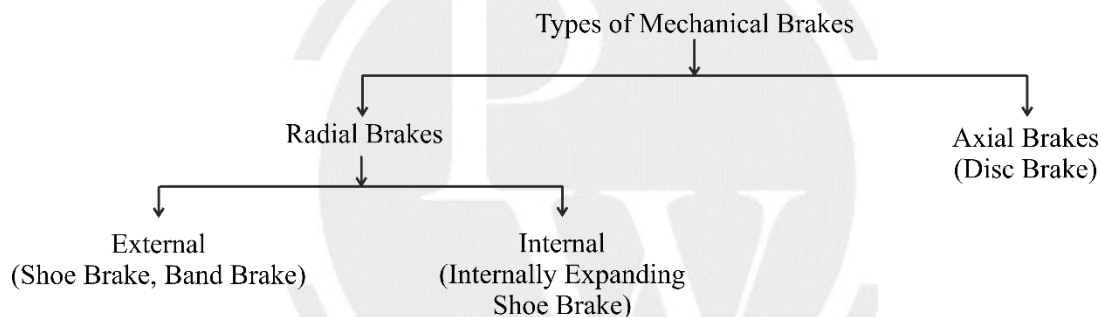 Types of Mechanical Brakes
Radial Brakes
Axial Brakes
(Disc Brake)
External
(Shoe Brake, Band Brake)
Internal
(Internally Expanding
Shoe Brake)
PW